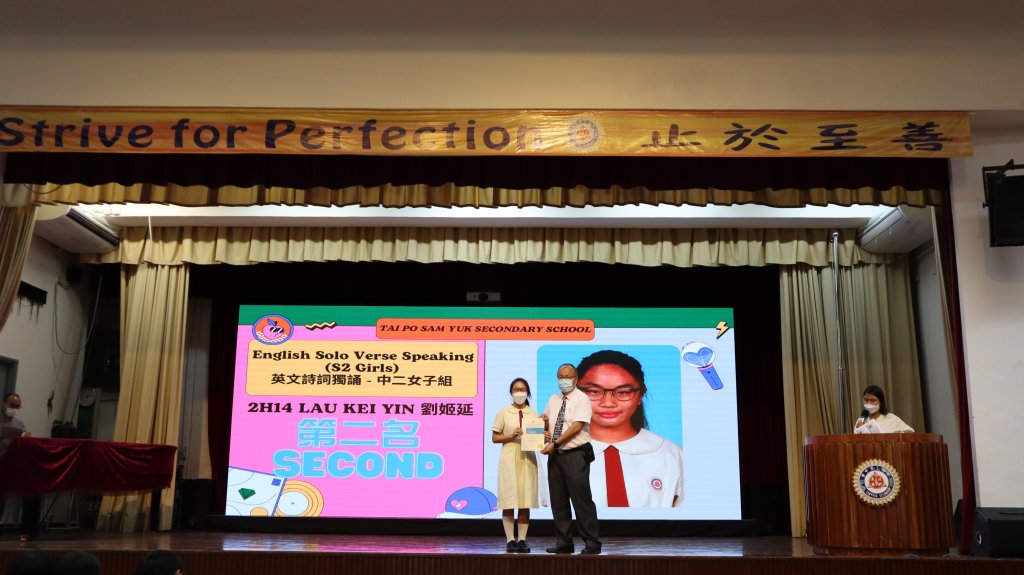 Strive for Perfection 止於至善
TAI PO SAM YUK SECONDARY SCHOOL
English Solo Verse Speaking
(S2 Girls)
英文詩詞獨誦 - 中二女子組
2H14 LAU KEI YIN 劉姬延
第二名
SECOND